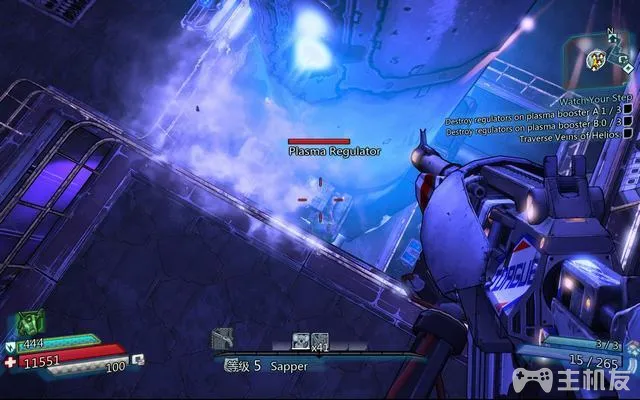 N
Watch Your Step
Destroy regulators on plasma booster A 1 / 3
Destroy regulators on plasma booster B 0 / 3
Traverse Veins of Helios.
Plasma Regulator
TORGUE
444
11551
100
x41
等级 5 Sapper
3 / 3
15 / 265
主机友